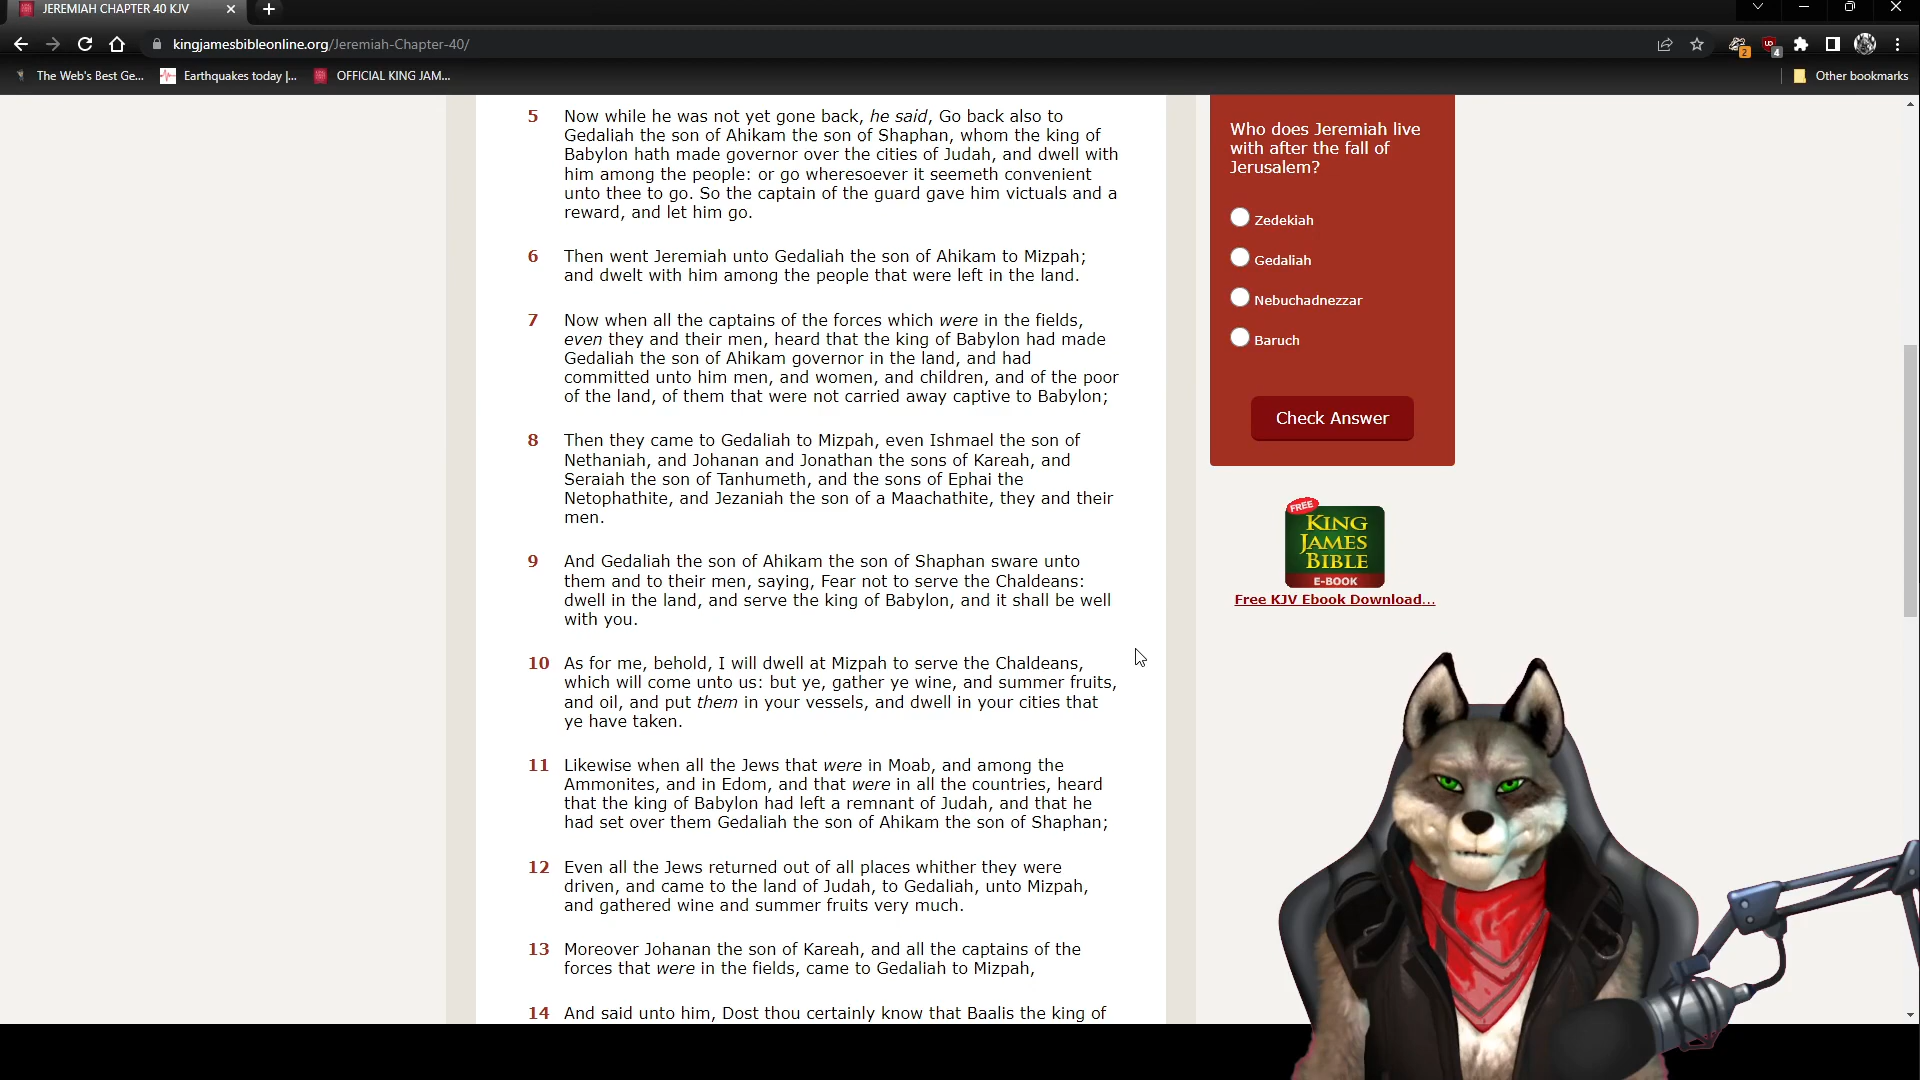 JEREMIAH CHAPTER 40 KJV
kingjamesbibleonline.org/Jeremiah-Chapter-40/
2
4
The Web's Best Ge...
Earthquakes today |...
OFFICIAL KING JAM...
Other bookmarks
5 Now while he was not yet gone back, he said, Go back also to
Gedaliah the son of Ahikam the son of Shaphan, whom the king of
Babylon hath made governor over the cities of Judah, and dwell with
him among the people: or go wheresoever it seemeth convenient
unto thee to go. So the captain of the guard gave him victuals and a
reward, and let him go.
6 Then went Jeremiah unto Gedaliah the son of Ahikam to Mizpah;
and dwelt with him among the people that were left in the land.
7 Now when all the captains of the forces which were in the fields,
even they and their men, heard that the king of Babylon had made
Gedaliah the son of Ahikam governor in the land, and had
committed unto him men, and women, and children, and of the poor
of the land, of them that were not carried away captive to Babylon;
8 Then they came to Gedaliah to Mizpah, even Ishmael the son of
Nethaniah, and Johanan and Jonathan the sons of Kareah, and
Seraiah the son of Tanhumeth, and the sons of Ephai the
Netophathite, and Jezaniah the son of a Maachathite, they and their
men.
9 And Gedaliah the son of Ahikam the son of Shaphan sware unto
them and to their men, saying, Fear not to serve the Chaldeans:
dwell in the land, and serve the king of Babylon, and it shall be well
with you.
10 As for me, behold, I will dwell at Mizpah to serve the Chaldeans,
which will come unto us: but ye, gather ye wine, and summer fruits,
and oil, and put them in your vessels, and dwell in your cities that
ye have taken.
11 Likewise when all the Jews that were in Moab, and among the
Ammonites, and in Edom, and that were in all the countries, heard
that the king of Babylon had left a remnant of Judah, and that he
had set over them Gedaliah the son of Ahikam the son of Shaphan;
12 Even all the Jews returned out of all places whither they were
driven, and came to the land of Judah, to Gedaliah, unto Mizpah,
and gathered wine and summer fruits very much.
13 Moreover Johanan the son of Kareah, and all the captains of the
forces that were in the fields, came to Gedaliah to Mizpah,
14 And said unto him, Dost thou certainly know that Baalis the king of
Who does Jeremiah live
with after the fall of
Jerusalem?
Zedekiah
Gedaliah
Nebuchadnezzar
Baruch
Check Answer
FREE
KING
JAMES
BIBLE
E-BOOK
Free KJV Ebook Download...